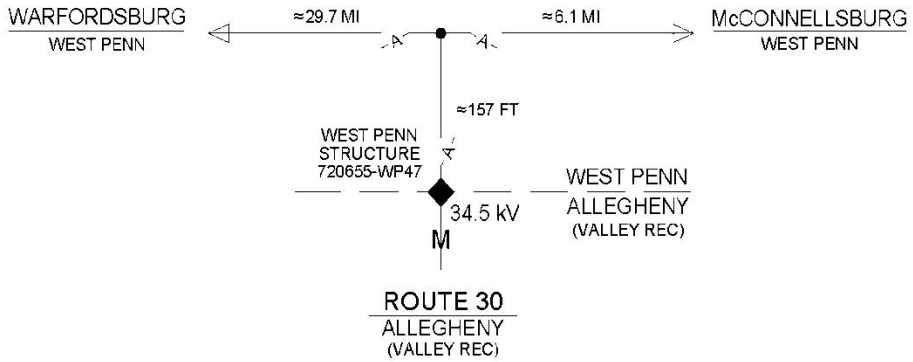 WARFORDSBURG
WEST PENN
≈29.7 MI
≈6.1 MI
McCONNELLSBURG
WEST PENN
A
A
≈157 FT
A
WEST PENN
STRUCTURE
720655-WP47
34.5 kV
WEST PENN
ALLEGHENY
(VALLEY REC)
M
ROUTE 30
ALLEGHENY
(VALLEY REC)